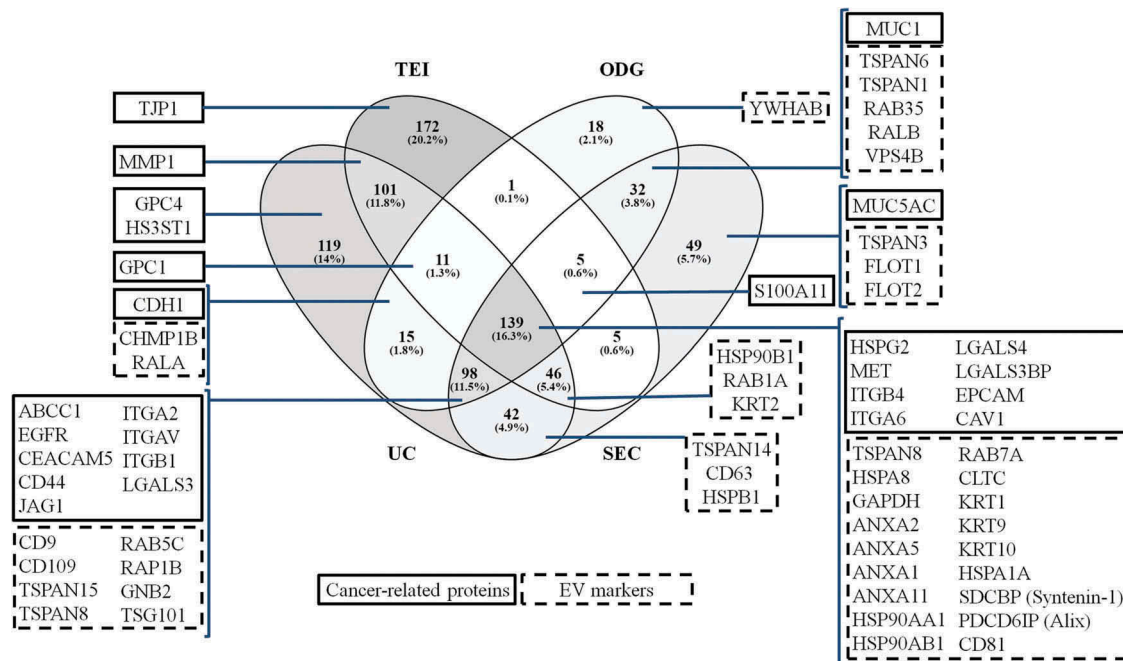 TEI
ODG
UC
SEC
172
(20.2%)
18
(2.1%)
1
(0.1%)
101
(11.8%)
32
(3.8%)
119
(14%)
11
(1.3%)
5
(0.6%)
49
(5.7%)
139
(16.3%)
15
(1.8%)
5
(0.6%)
98
(11.5%)
46
(5.4%)
42
(4.9%)
TJP1
MMP1
GPC4
HS3ST1
GPC1
CDH1
CHMP1B
RALA
ABCC1 ITGA2
EGFR ITGAV
CEACAM5 ITGB1
CD44 LGALS3
JAG1
CD9 RAB5C
CD109 RAP1B
TSPAN15 GNB2
TSPAN8 TSG101
YWHAB
MUC1
TSPAN6
TSPAN1
RAB35
RALB
VPS4B
MUC5AC
TSPAN3
FLOT1
FLOT2
S100A11
HSP90B1
RAB1A
KRT2
TSPAN14
CD63
HSPB1
HSPG2 LGALS4
MET LGALS3BP
ITGB4 EPCAM
ITGA6 CAV1
TSPAN8 RAB7A
HSPA8 CLTC
GAPDH KRT1
ANXA2 KRT9
ANXA5 KRT10
ANXA1 HSPA1A
ANXA11 SDCBP (Syntenin-1)
HSP90AA1 PDCD6IP (Alix)
HSP90AB1 CD81
Cancer-related proteins
EV markers